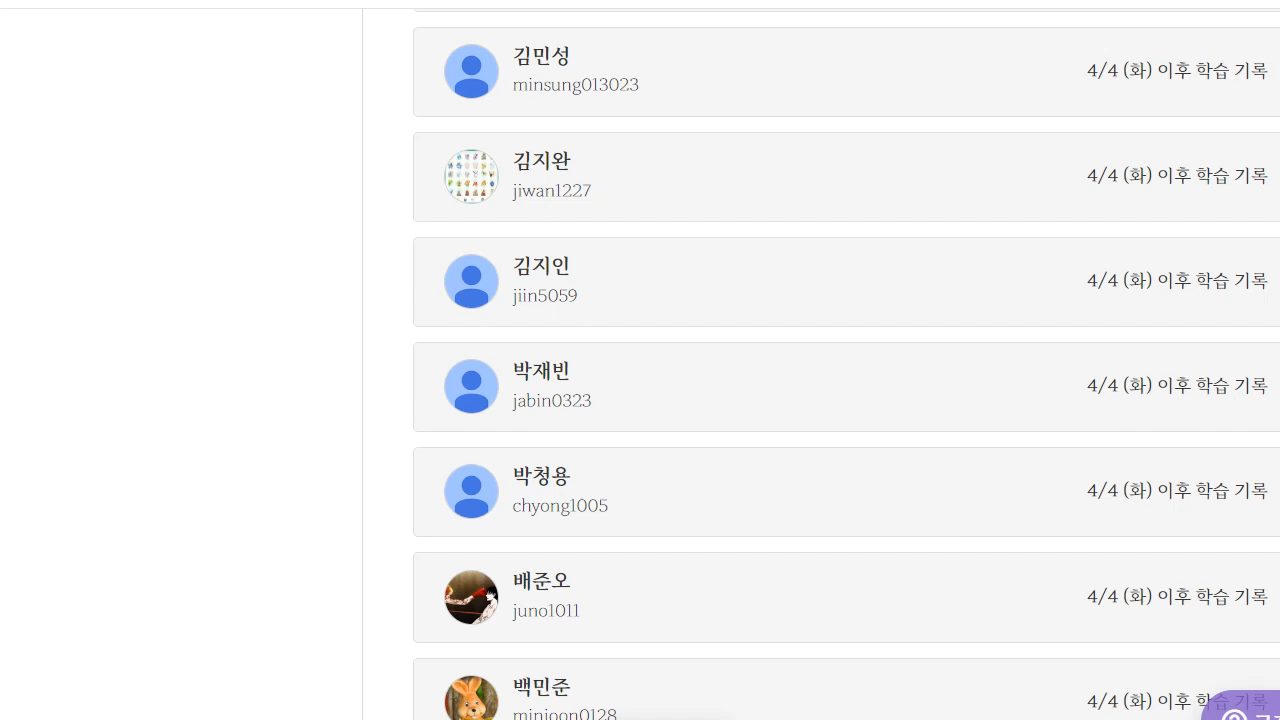 김민성
minsung013023
4/4 (화) 이후 학습 기록
김지완
jiwan1227
4/4 (화) 이후 학습 기록
김지인
jiin5059
4/4 (화) 이후 학습 기록
박재빈
jabin0323
4/4 (화) 이후 학습 기록
박청용
chyong1005
4/4 (화) 이후 학습 기록
배준오
juno1011
4/4 (화) 이후 학습 기록
백민준
minjoon0128
4/4 (화) 이후 학습 기록